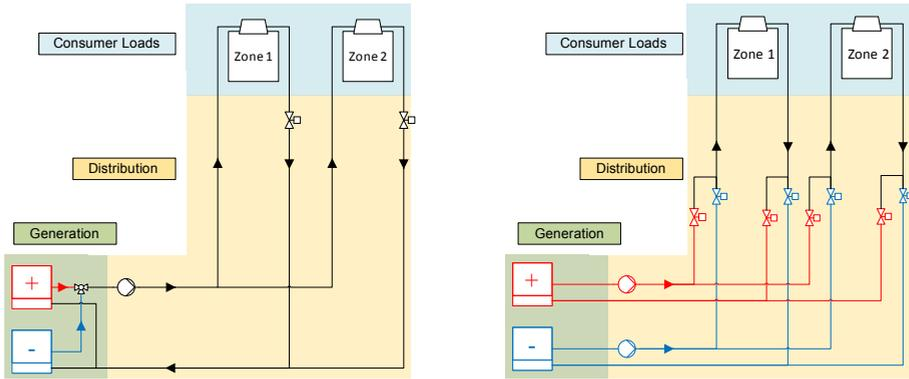 Consumer Loads
Zone 1
Zone 2
Distribution
Generation
+
-
Consumer Loads
Zone 1
Zone 2
Distribution
Generation
+
-